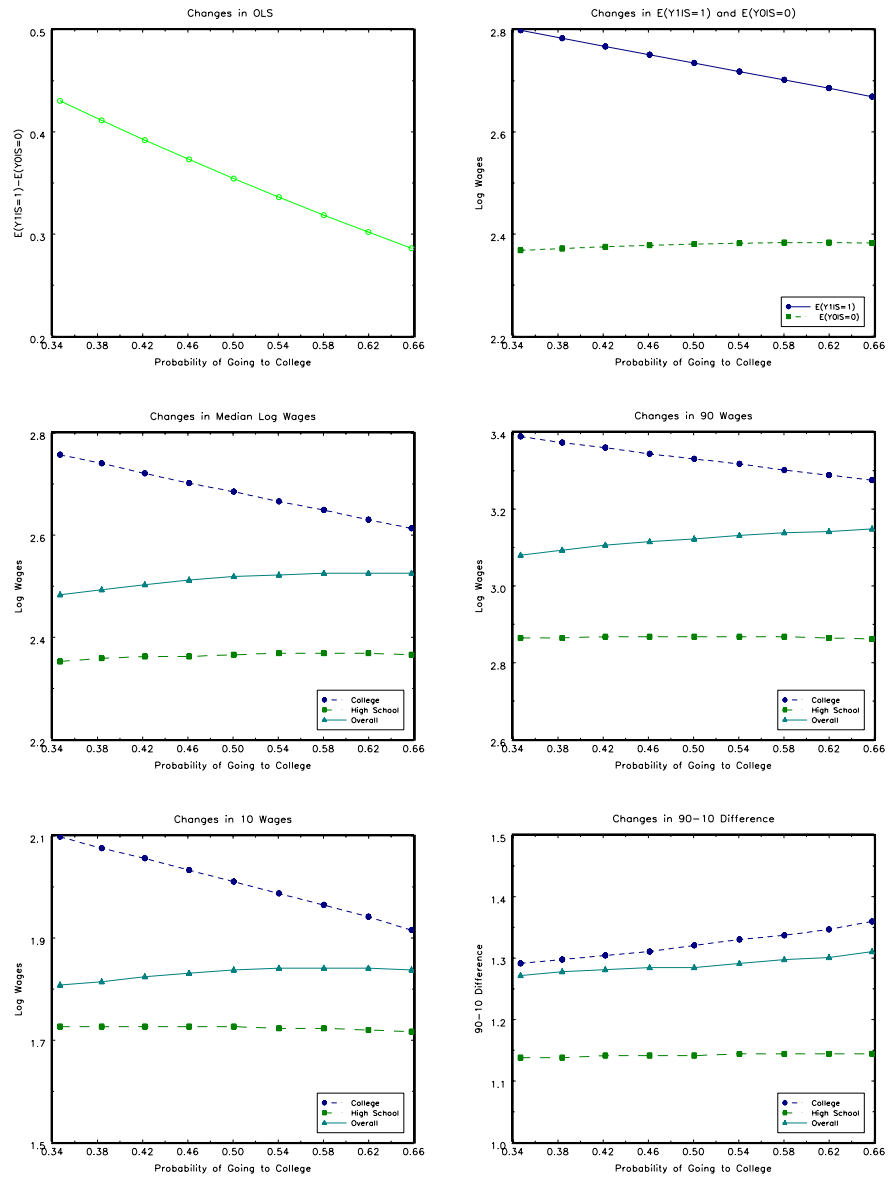 Changes in OLS
E(Y1IS=1)-E(Y0IS=0)
0.5
0.4
0.3
0.2
0.34 0.38 0.42 0.46 0.50 0.54 0.58 0.62 0.66
Probability of Going to College
Changes in E(Y1IS=1) and E(Y0IS=0)
Log Wages
2.8
2.6
2.4
2.2
E(Y1IS=1)
E(Y0IS=0)
0.34 0.38 0.42 0.46 0.50 0.54 0.58 0.62 0.66
Probability of Going to College
Changes in Median Log Wages
Log Wages
2.8
2.6
2.4
2.2
College
High School
Overall
0.34 0.38 0.42 0.46 0.50 0.54 0.58 0.62 0.66
Probability of Going to College
Changes in 90 Wages
Log Wages
3.4
3.2
3.0
2.8
2.6
College
High School
Overall
0.34 0.38 0.42 0.46 0.50 0.54 0.58 0.62 0.66
Probability of Going to College
Changes in 10 Wages
Log Wages
2.1
1.9
1.7
1.5
College
High School
Overall
0.34 0.38 0.42 0.46 0.50 0.54 0.58 0.62 0.66
Probability of Going to College
Changes in 90-10 Difference
90-10 Difference
1.5
1.4
1.3
1.2
1.1
1.0
College
High School
Overall
0.34 0.38 0.42 0.46 0.50 0.54 0.58 0.62 0.66
Probability of Going to College